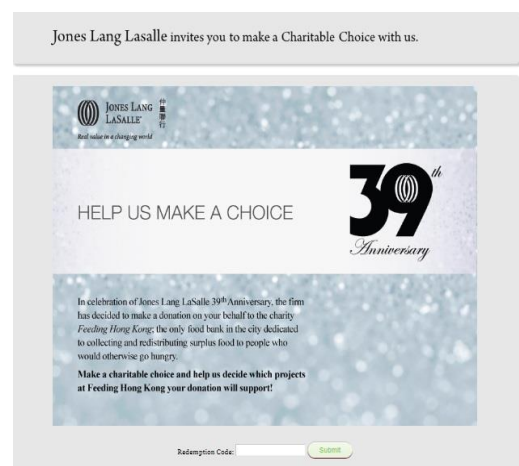 Jones Lang Lasalle invites you to make a Charitable Choice with us.
JONES LANG
LASALLE®
仲量聯行
Real value in a changing world
HELP US MAKE A CHOICE
39th
Anniversary
In celebration of Jones Lang LaSalle 39th Anniversary, the firm
has decided to make a donation on your behalf to the charity
Feeding Hong Kong; the only food bank in the city dedicated
to collecting and redistributing surplus food to people who
would otherwise go hungry.
Make a charitable choice and help us decide which projects
at Feeding Hong Kong your donation will support!
Redemption Code:
Submit